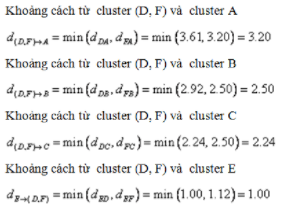 Khoảng cách từ cluster (D, F) và cluster A
d(D,F)→A = min (dDA, dFA) = min (3.61, 3.20) = 3.20
Khoảng cách từ cluster (D, F) và cluster B
d(D,F)→B = min (dDB, dFB) = min (2.92, 2.50) = 2.50
Khoảng cách từ cluster (D, F) và cluster C
d(D,F)→C = min (dDC, dFC) = min (2.24, 2.50) = 2.24
Khoảng cách từ cluster (D, F) và cluster E
dE→(D,F) = min (dED, dEF) = min (1.00, 1.12) = 1.00